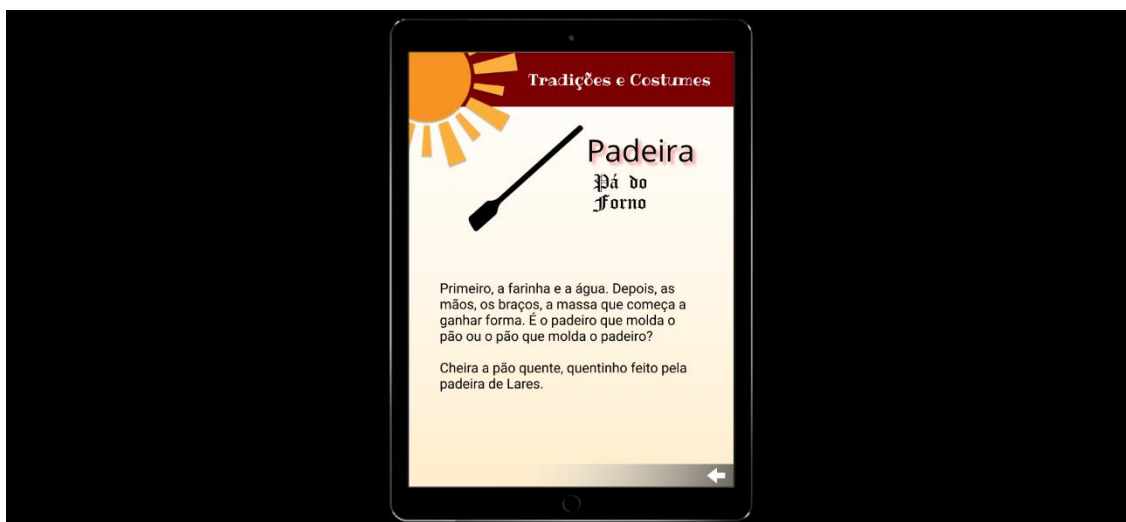 Tradições e Costumes
Padeira
Pá do
Forno
Primeiro, a farinha e a água. Depois, as
mãos, os braços, a massa que começa a
ganhar forma. É o padeiro que molda o
pão ou o pão que molda o padeiro?
Cheira a pão quente, quentinho feito pela
padeira de Lares.